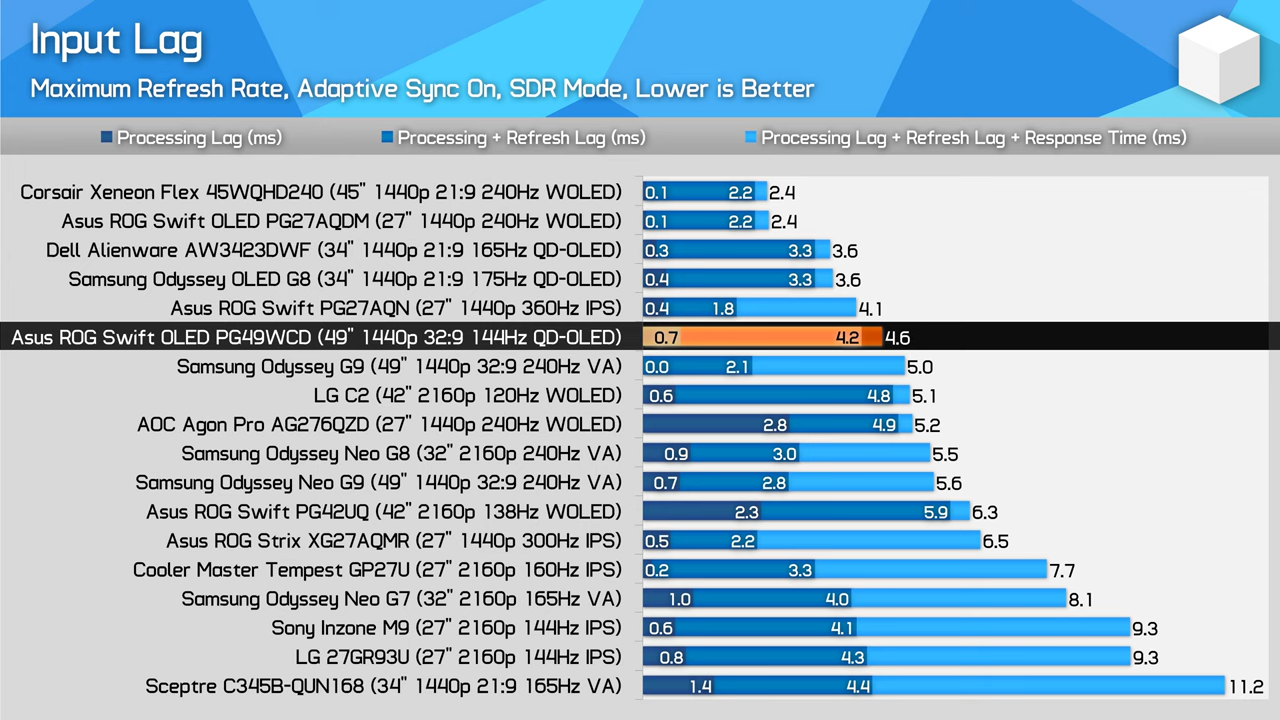 Input Lag
Maximum Refresh Rate, Adaptive Sync On, SDR Mode, Lower is Better
Processing Lag (ms) Processing + Refresh Lag (ms) Processing Lag + Refresh Lag + Response Time (ms)
Corsair Xeneon Flex 45WQHD240 (45" 1440p 21:9 240Hz WOLED) 0.1 2.2 2.4
Asus ROG Swift OLED PG27AQDM (27" 1440p 240Hz WOLED) 0.1 2.2 2.4
Dell Alienware AW3423DWF (34" 1440p 21:9 165Hz QD-OLED) 0.3 3.3 3.6
Samsung Odyssey OLED G8 (34" 1440p 21:9 175Hz QD-OLED) 0.4 3.3 3.6
Asus ROG Swift PG27AQN (27" 1440p 360Hz IPS) 0.4 1.8 4.1
Asus ROG Swift OLED PG49WCD (49" 1440p 32:9 144Hz QD-OLED) 0.7 4.2 4.6
Samsung Odyssey G9 (49" 1440p 32:9 240Hz VA) 0.0 2.1 5.0
LG C2 (42" 2160p 120Hz WOLED) 0.6 4.8 5.1
AOC Agon Pro AG276QZD (27" 1440p 240Hz WOLED) 2.8 4.9 5.2
Samsung Odyssey Neo G8 (32" 2160p 240Hz VA) 0.9 3.0 5.5
Samsung Odyssey Neo G9 (49" 1440p 32:9 240Hz VA) 0.7 2.8 5.6
Asus ROG Swift PG42UQ (42" 2160p 138Hz WOLED) 2.3 5.9 6.3
Asus ROG Strix XG27AQMR (27" 1440p 300Hz IPS) 0.5 2.2 6.5
Cooler Master Tempest GP27U (27" 2160p 160Hz IPS) 0.2 3.3 7.7
Samsung Odyssey Neo G7 (32" 2160p 165Hz VA) 1.0 4.0 8.1
Sony Inzone M9 (27" 2160p 144Hz IPS) 0.6 4.1 9.3
LG 27GR93U (27" 2160p 144Hz IPS) 0.8 4.3 9.3
Sceptre C345B-QUN168 (34" 1440p 21:9 165Hz VA) 1.4 4.4 11.2